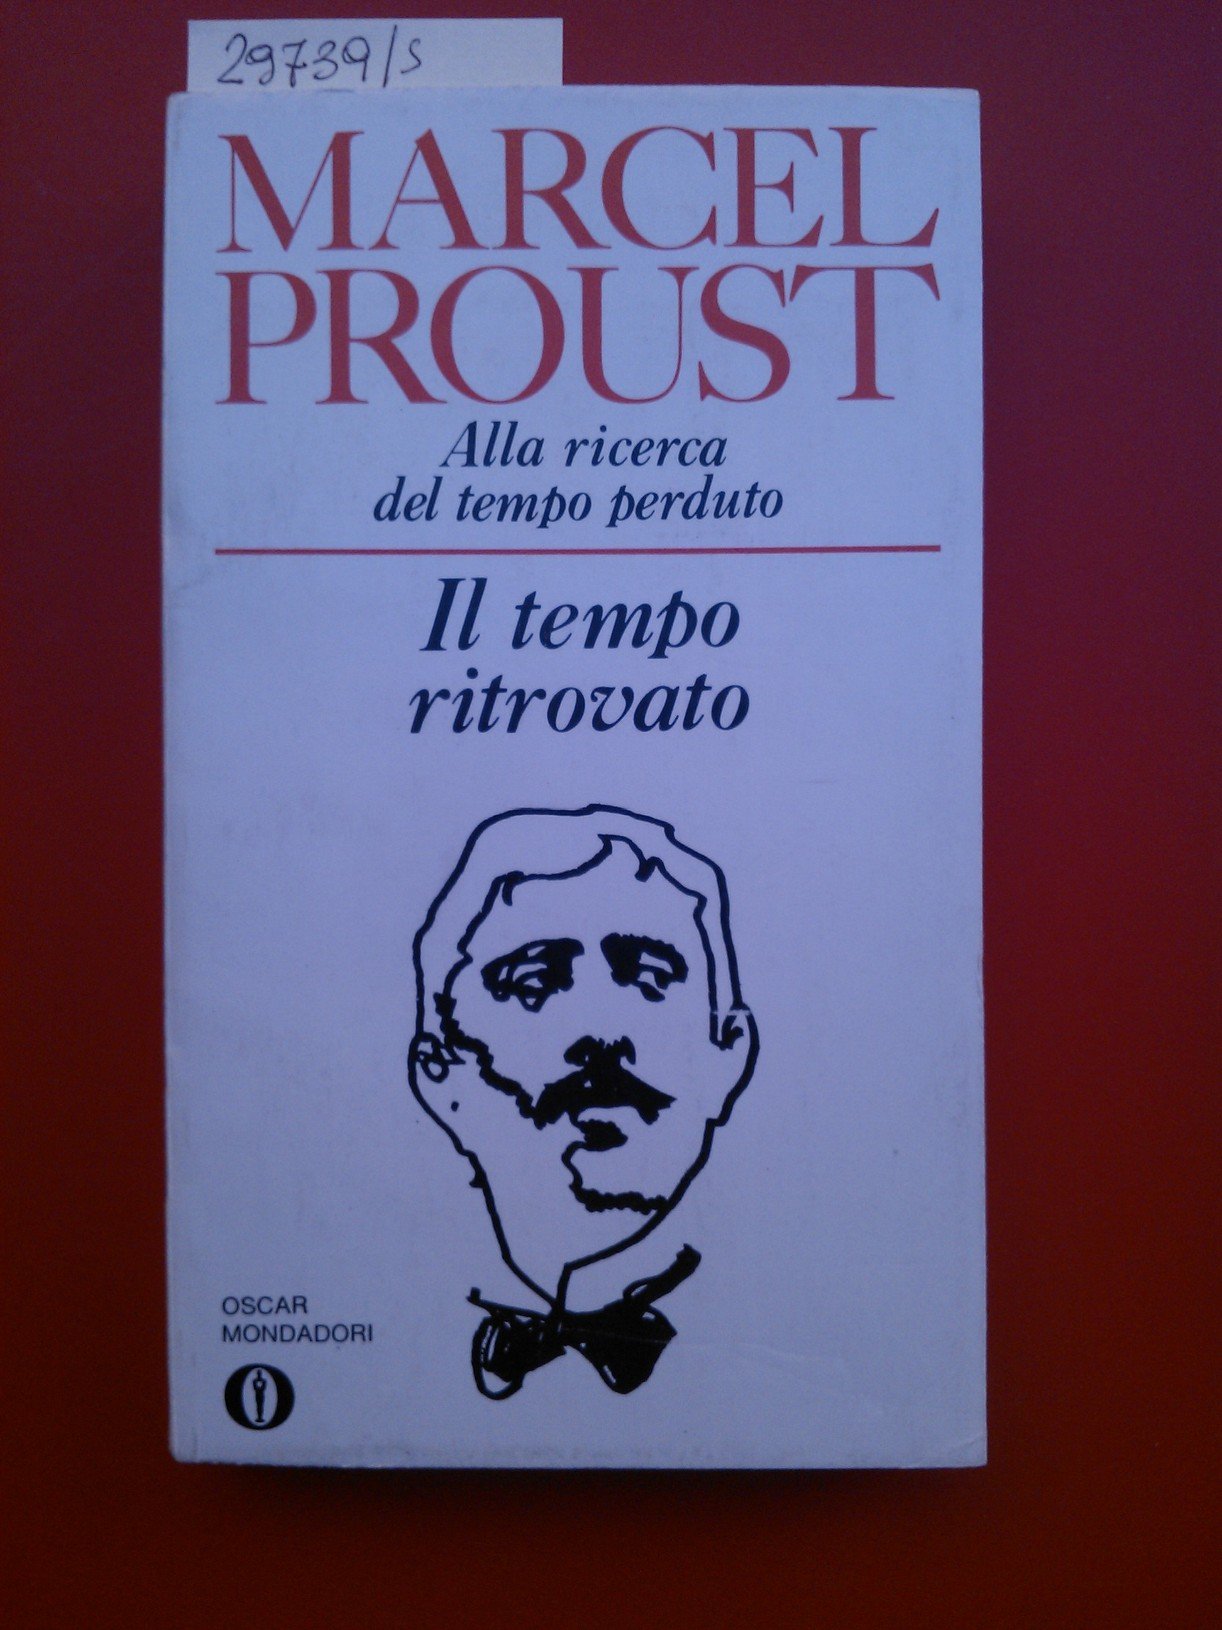 29739/s
MARCEL
PROUST
Alla ricerca
del tempo perduto
Il tempo
ritrovato
OSCAR
MONDADORI